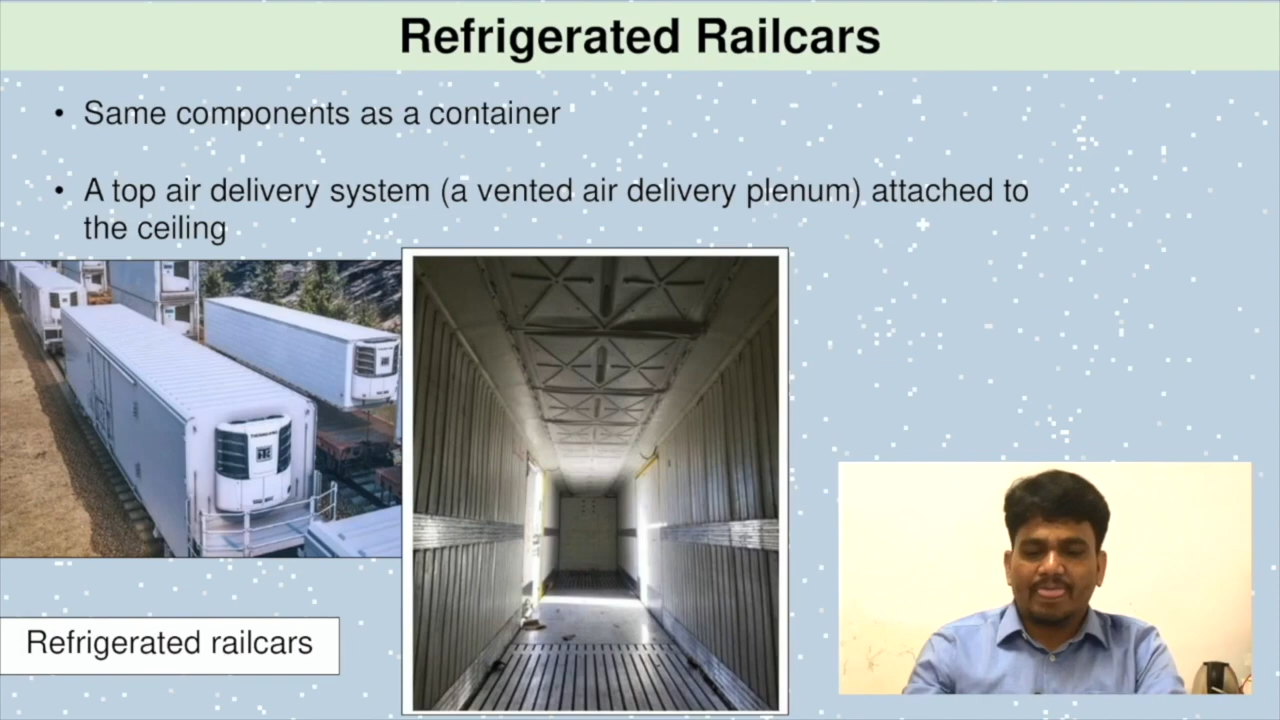 Refrigerated Railcars
• Same components as a container
• A top air delivery system (a vented air delivery plenum) attached to
the ceiling
Refrigerated railcars